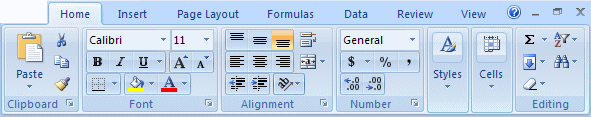 Home Insert Page Layout Formulas Data Review View
Calibri 11 General
Paste B I U A A $ % , Styles Cells Σ
A .00 .0
Clipboard Font Alignment Number Editing